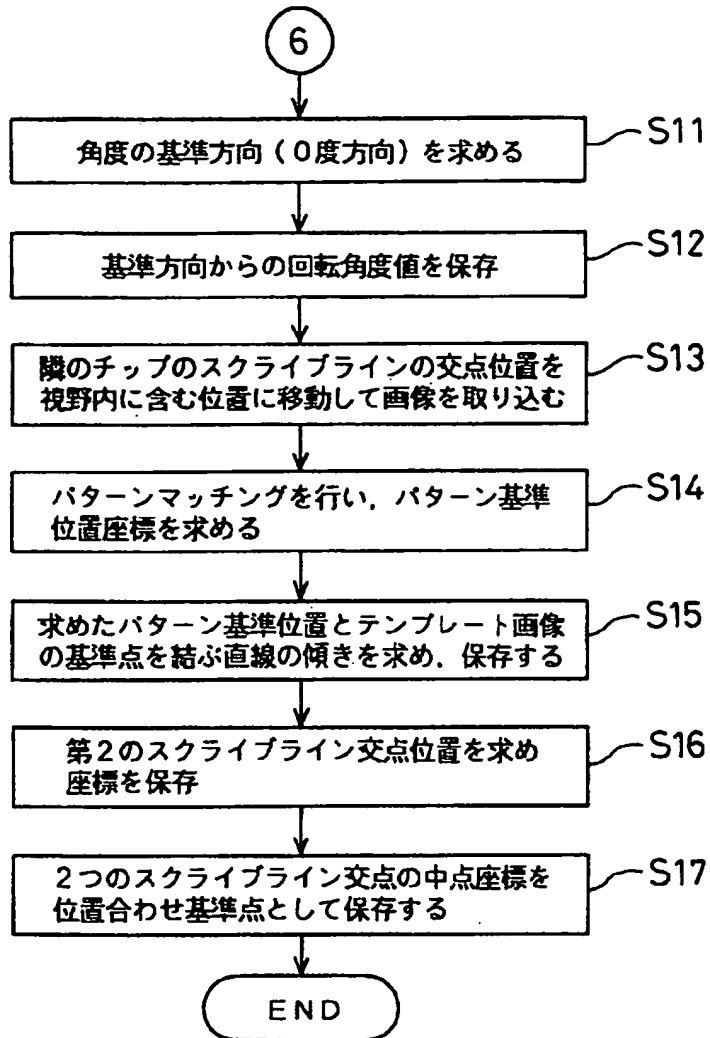 6
角度の基準方向(0度方向)を求める
S11
基準方向からの回転角度値を保存
S12
隣のチップのスクライブラインの交点位置を
視野内に含む位置に移動して画像を取り込む
S13
パターンマッチングを行い,パターン基準
位置座標を求める
S14
求めたパターン基準位置とテンプレート画像
の基準点を結ぶ直線の傾きを求め,保存する
S15
第2のスクライブライン交点位置を求め
座標を保存
S16
2つのスクライブライン交点の中点座標を
位置合わせ基準点として保存する
S17
END